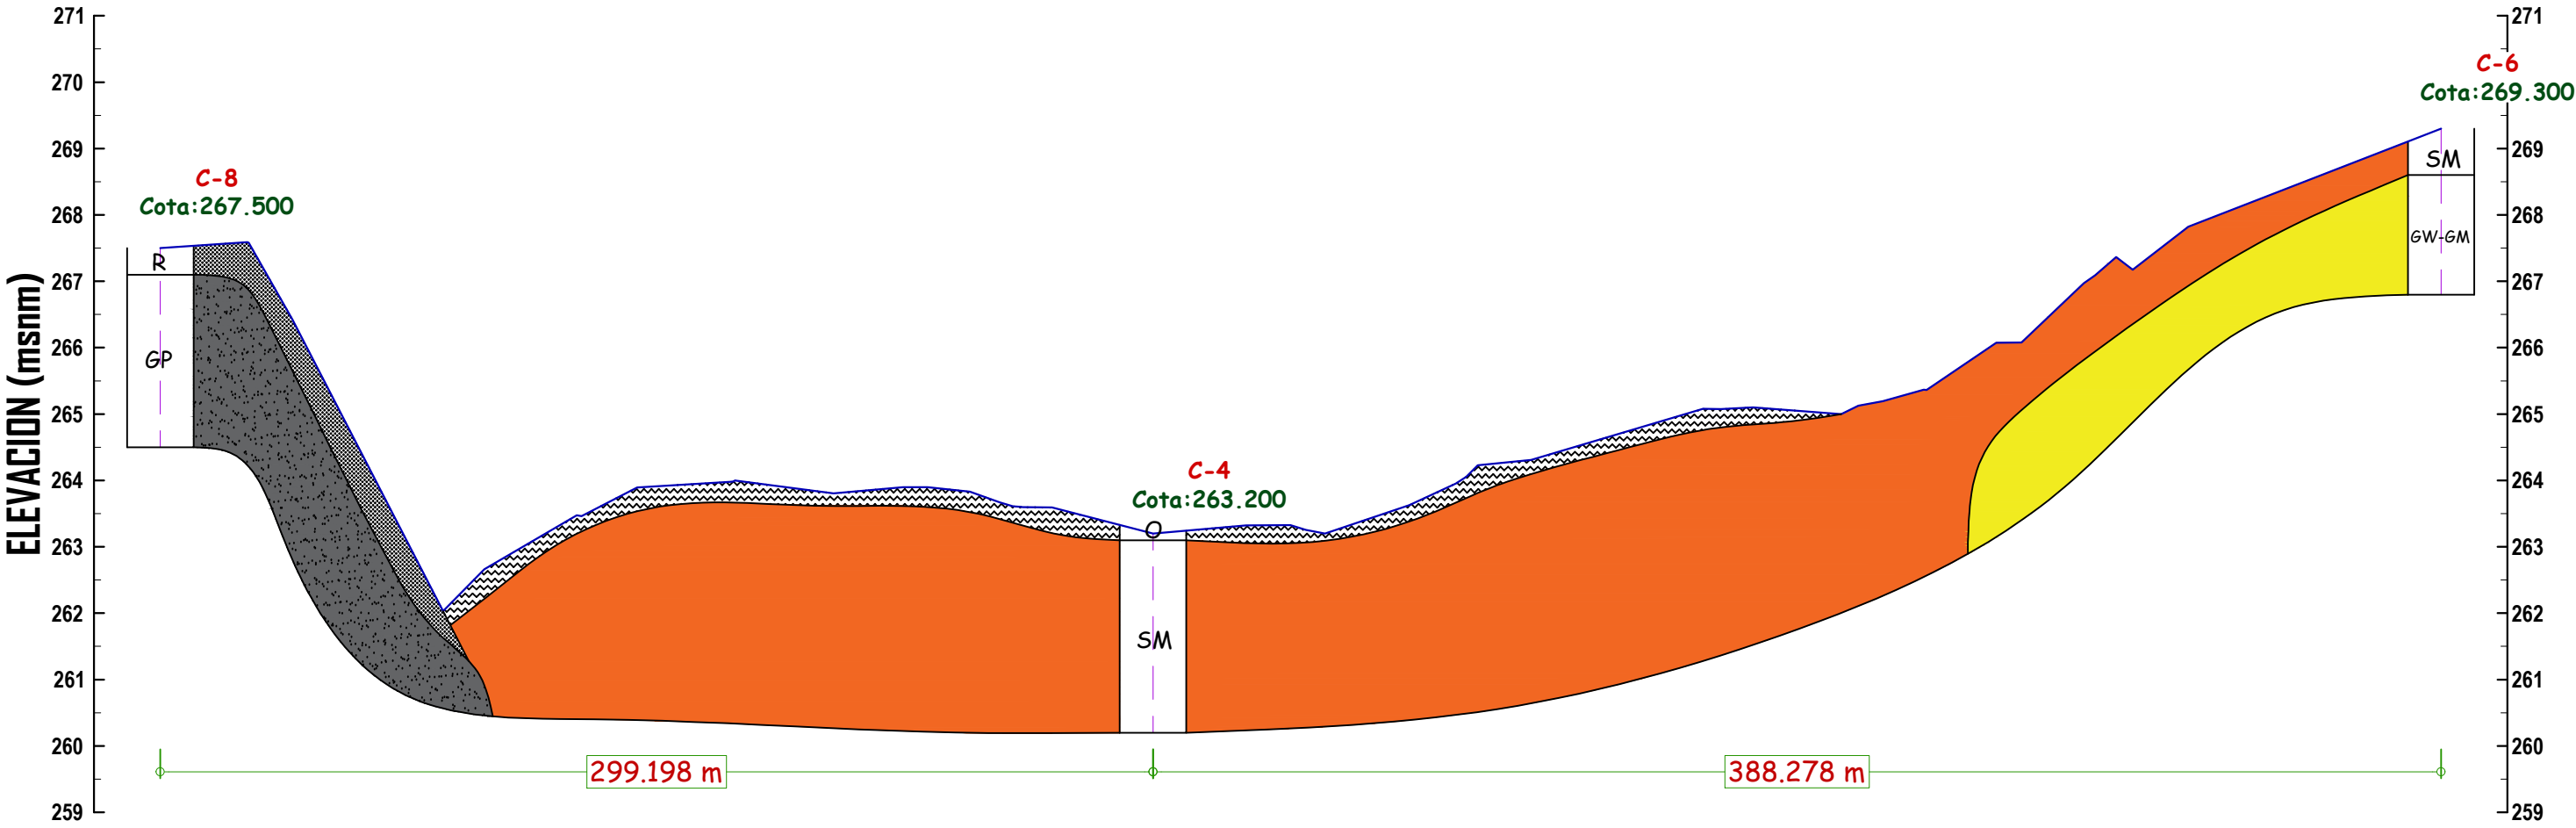 271
270
269
268
267
266
265
264
263
262
261
260
259
ELEVACION (msnm)
C-8
Cota:267.500
R
GP
C-4
Cota:263.200
O
SM
C-6
Cota:269.300
SM
GW-GM
299.198 m
388.278 m
271
270
269
268
267
266
265
264
263
262
261
260
259